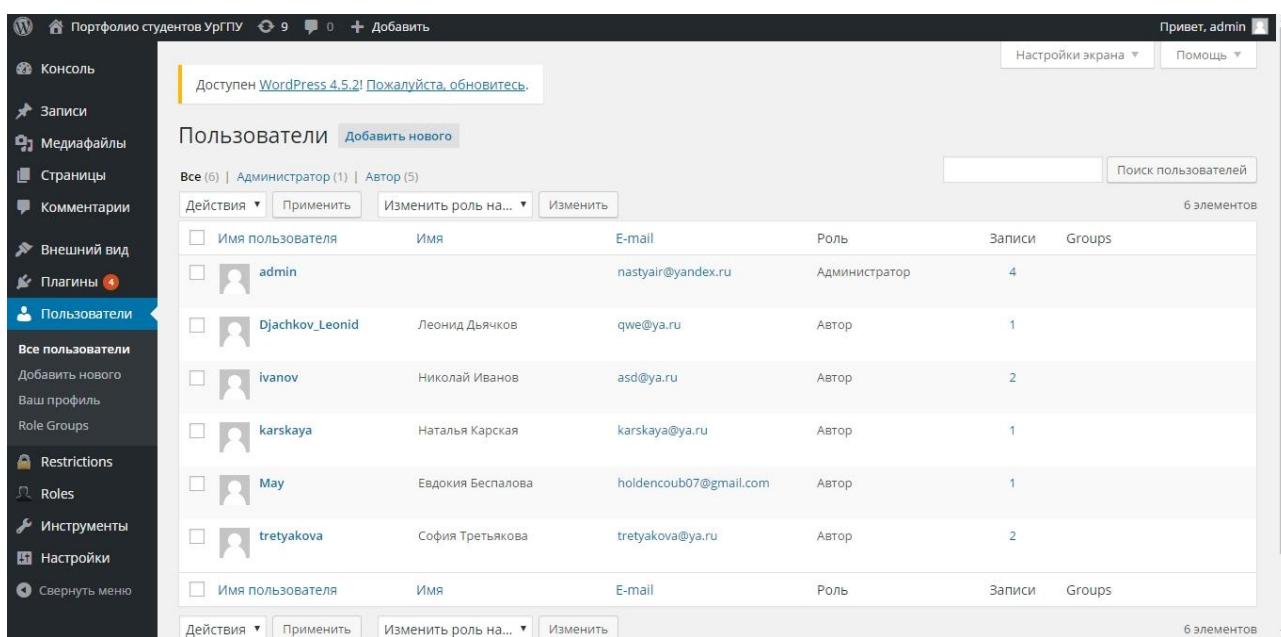 Портфолио студентов УрГПУ 9 0 + Добавить Привет, admin
Консоль
Записи
Медиафайлы
Страницы
Комментарии
Внешний вид
Плагины 4
Пользователи
Все пользователи
Добавить нового
Ваш профиль
Role Groups
Restrictions
Roles
Инструменты
Настройки
Свернуть меню
Настройки экрана Помощь
Доступен WordPress 4.5.2! Пожалуйста, обновитесь.
Пользователи Добавить нового
Все (6) | Администратор (1) | Автор (5)
Поиск пользователей
Действия Применить Изменить роль на... Изменить 6 элементов
Имя пользователя Имя E-mail Роль Записи Groups
admin nastyair@yandex.ru Администратор 4
Djachkov_Leonid Леонид Дьячков qwe@ya.ru Автор 1
ivanov Николай Иванов asd@ya.ru Автор 2
karskaya Наталья Карская karskaya@ya.ru Автор 1
May Евдокия Беспалова holdencoub07@gmail.com Автор 1
tretyakova София Третьякова tretyakova@ya.ru Автор 2
Имя пользователя Имя E-mail Роль Записи Groups
Действия Применить Изменить роль на... Изменить 6 элементов